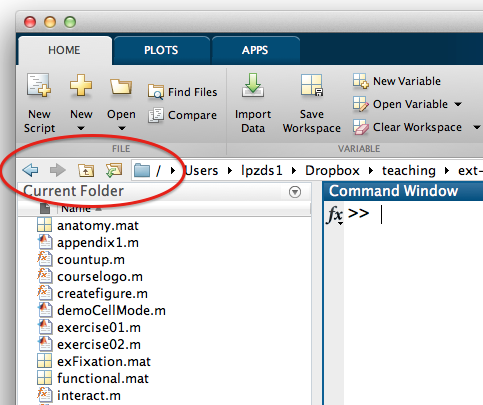 HOME PLOTS APPS
New Script
New
Open
Find Files
Compare
Import Data
Save Workspace
New Variable
Open Variable
Clear Workspace
FILE VARIABLE
/ Users lpzds1 Dropbox teaching ext-
Current Folder
Command Window
Name
fx >>
anatomy.mat
appendix1.m
countup.m
courselogo.m
createfigure.m
demoCellMode.m
exercise01.m
exercise02.m
exFixation.mat
functional.mat
interact.m